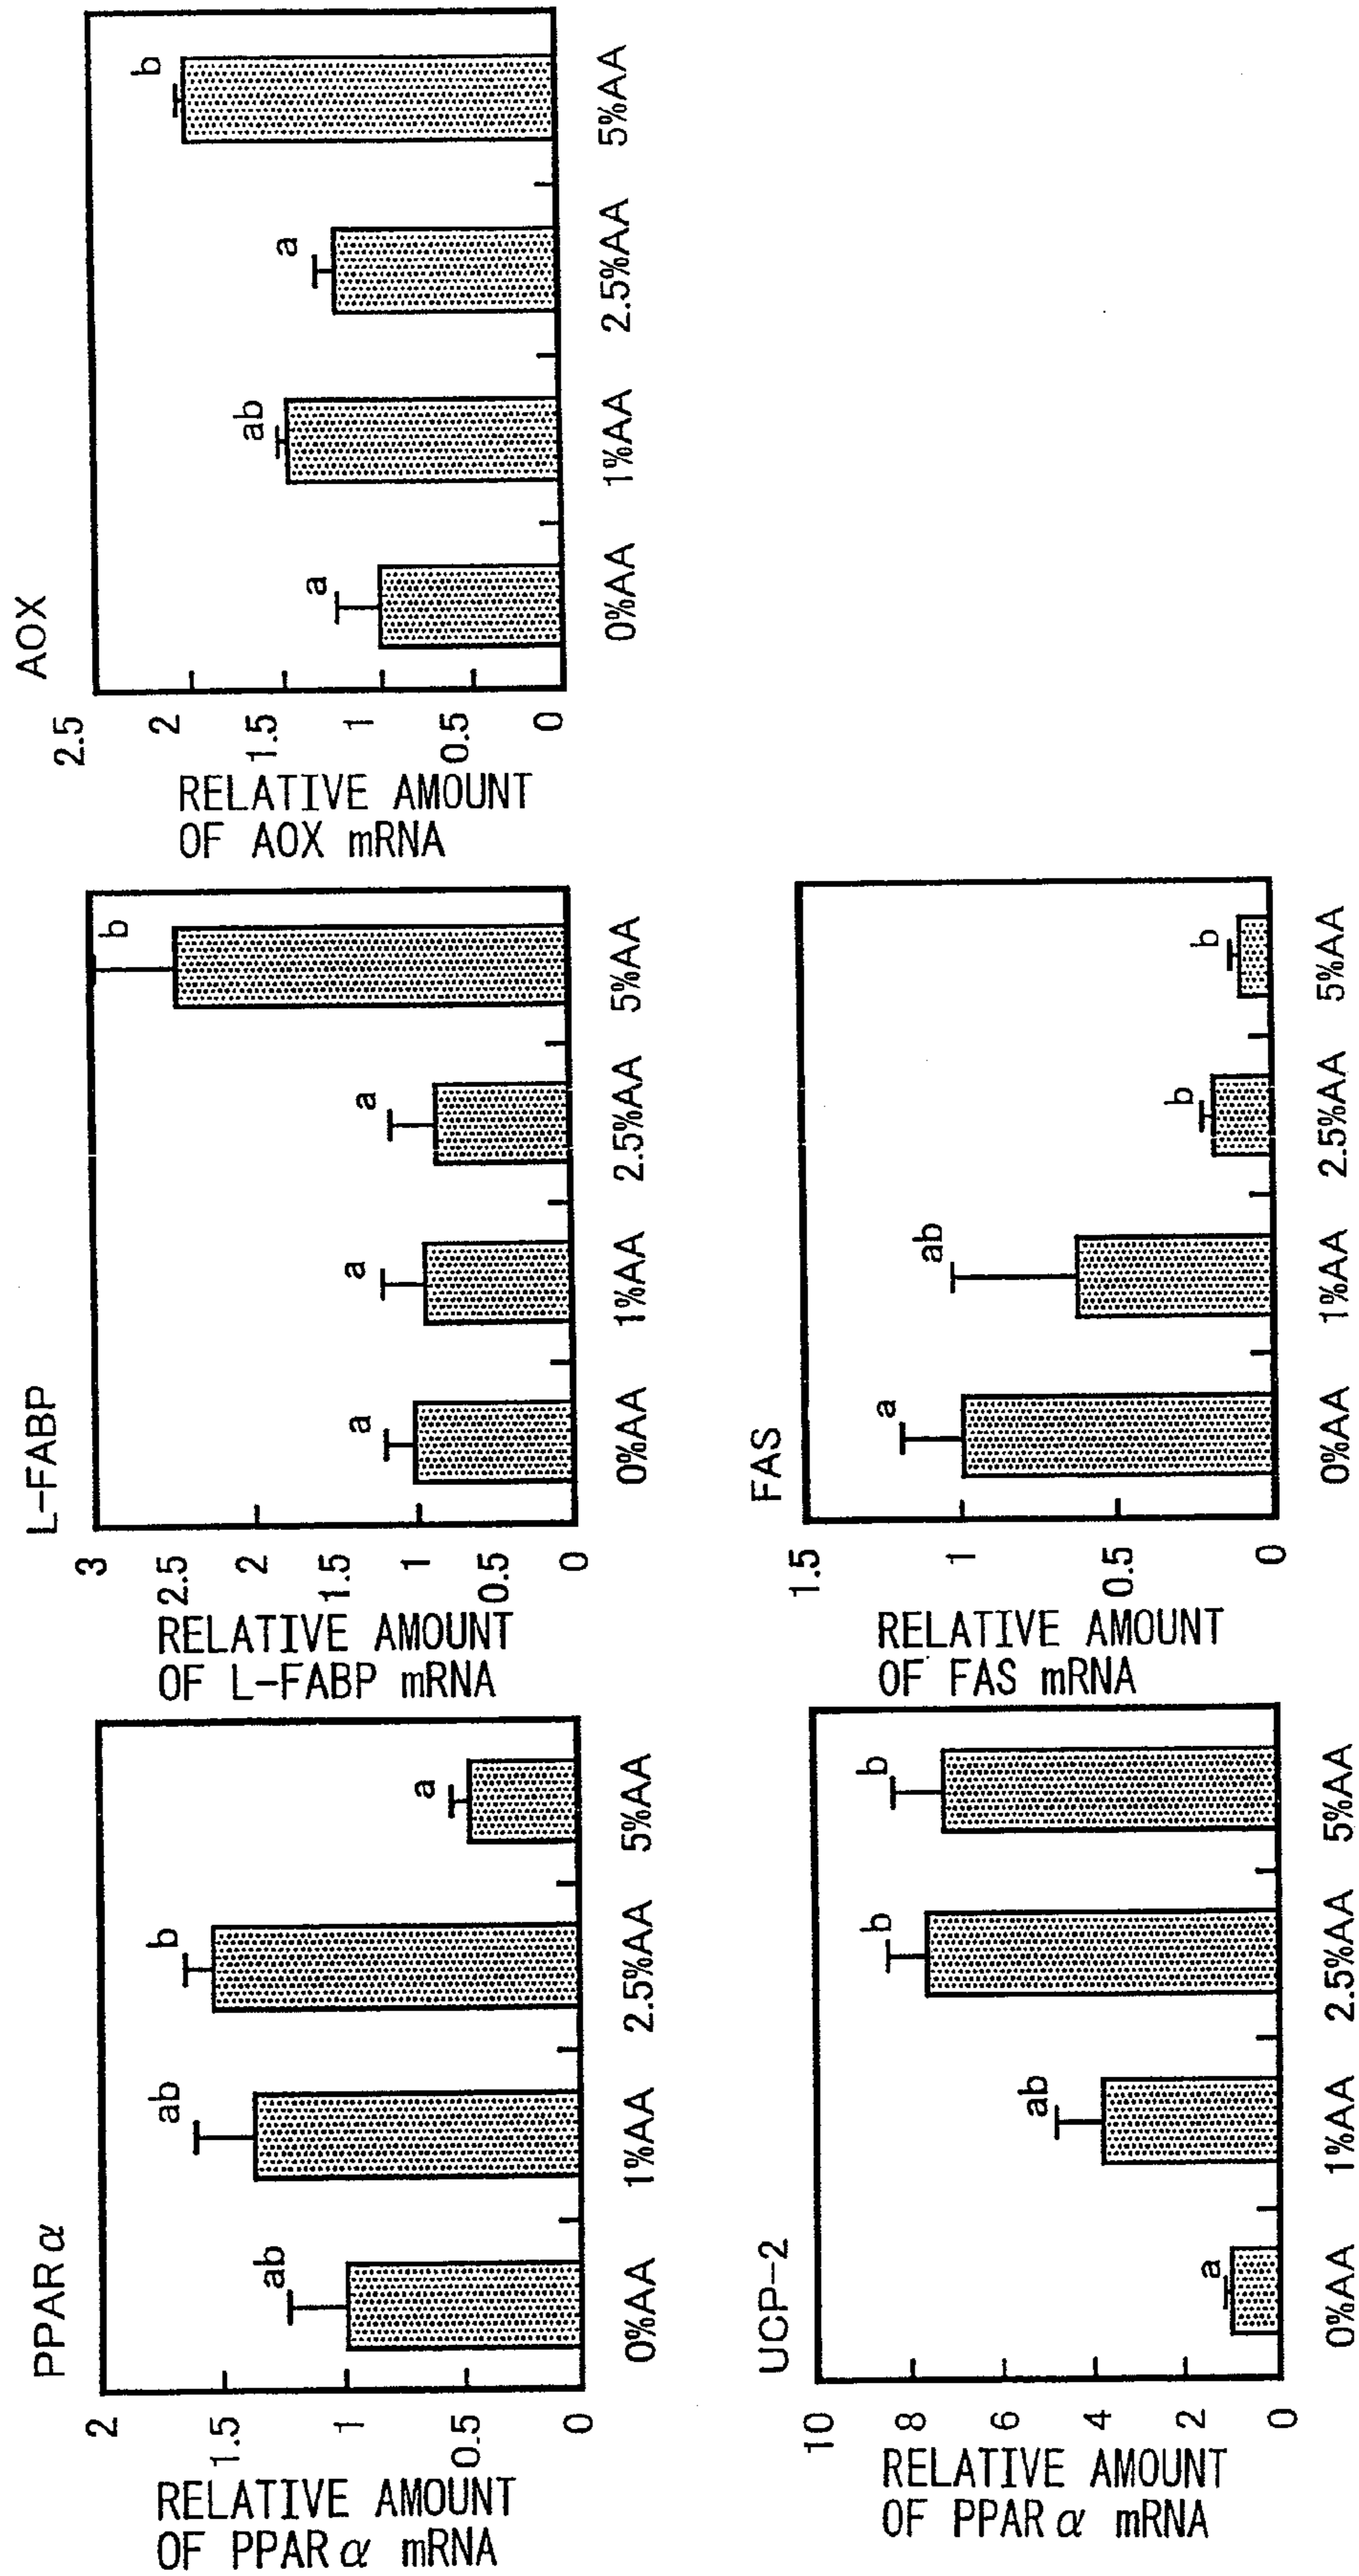 PPARα
RELATIVE AMOUNT
OF PPARα mRNA
2
1.5
1
0.5
0
ab
ab
b
a
0%AA 1%AA 2.5%AA 5%AA
L-FABP
RELATIVE AMOUNT
OF L-FABP mRNA
3
2.5
2
1.5
1
0.5
0
a
a
a
b
0%AA 1%AA 2.5%AA 5%AA
AOX
RELATIVE AMOUNT
OF AOX mRNA
2.5
2
1.5
1
0.5
0
a
ab
a
b
0%AA 1%AA 2.5%AA 5%AA
UCP-2
RELATIVE AMOUNT
OF PPARα mRNA
10
8
6
4
2
0
a
ab
b
b
0%AA 1%AA 2.5%AA 5%AA
FAS
RELATIVE AMOUNT
OF FAS mRNA
1.5
1
0.5
0
a
ab
b
b
0%AA 1%AA 2.5%AA 5%AA